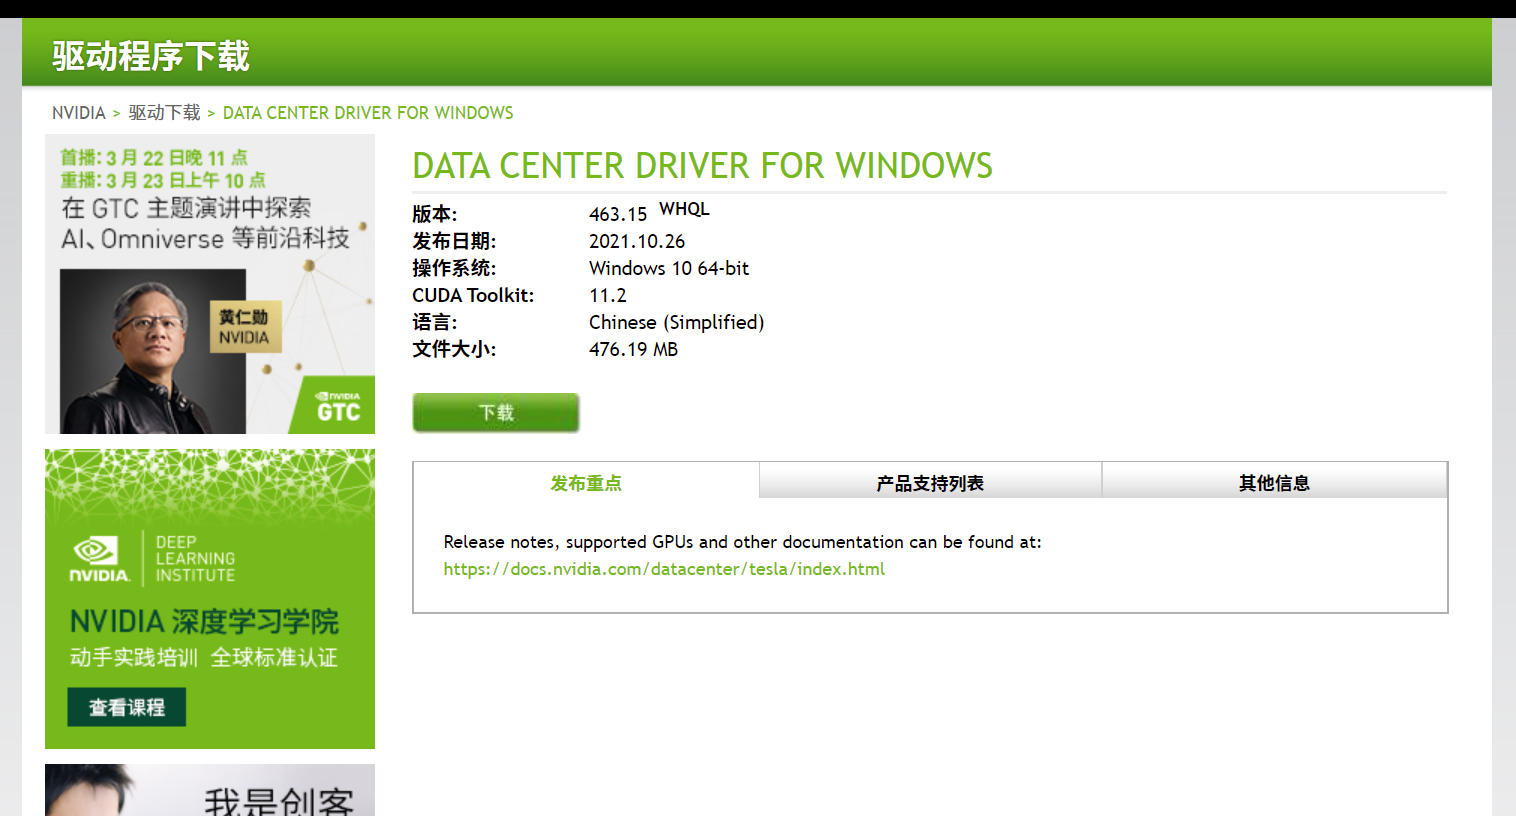 驱动程序下载
NVIDIA > 驱动下载 > DATA CENTER DRIVER FOR WINDOWS
首播: 3 月 22 日晚 11 点
重播: 3 月 23 日上午 10 点
在 GTC 主题演讲中探索
AI、Omniverse 等前沿科技
黄仁勋
NVIDIA
NVIDIA
GTC
NVIDIA.
DEEP
LEARNING
INSTITUTE
NVIDIA 深度学习学院
动手实践培训 全球标准认证
查看课程
我是创客
DATA CENTER DRIVER FOR WINDOWS
版本: 463.15 WHQL
发布日期: 2021.10.26
操作系统: Windows 10 64-bit
CUDA Toolkit: 11.2
语言: Chinese (Simplified)
文件大小: 476.19 MB
下载
发布重点 产品支持列表 其他信息
Release notes, supported GPUs and other documentation can be found at:
https://docs.nvidia.com/datacenter/tesla/index.html